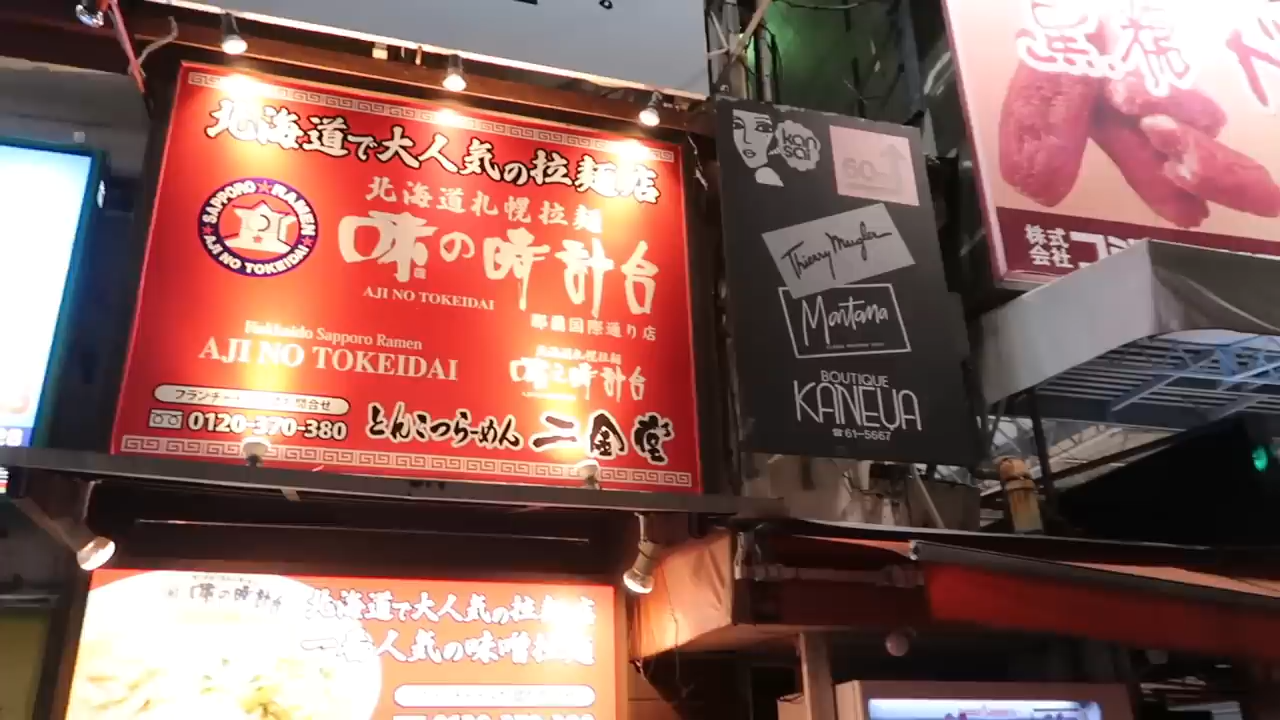 北海道で大人気の拉麺店
SAPPORO★RAMEN
★AJI NO TOKEIDAI★
北海道札幌拉麺
味の時計台
AJI NO TOKEIDAI
那覇国際通り店
Hokkaido Sapporo Ramen
AJI NO TOKEIDAI
北海道札幌拉麺
0120-370-380
とんこつらーめん 二金堂
kan
sai
60
Thierry Mugler
Montana
BOUTIQUE
KANEYA
☎61-5667
株式
会社
味の時計台
北海道で大人気の拉麺店
一番人気の味噌拉麺